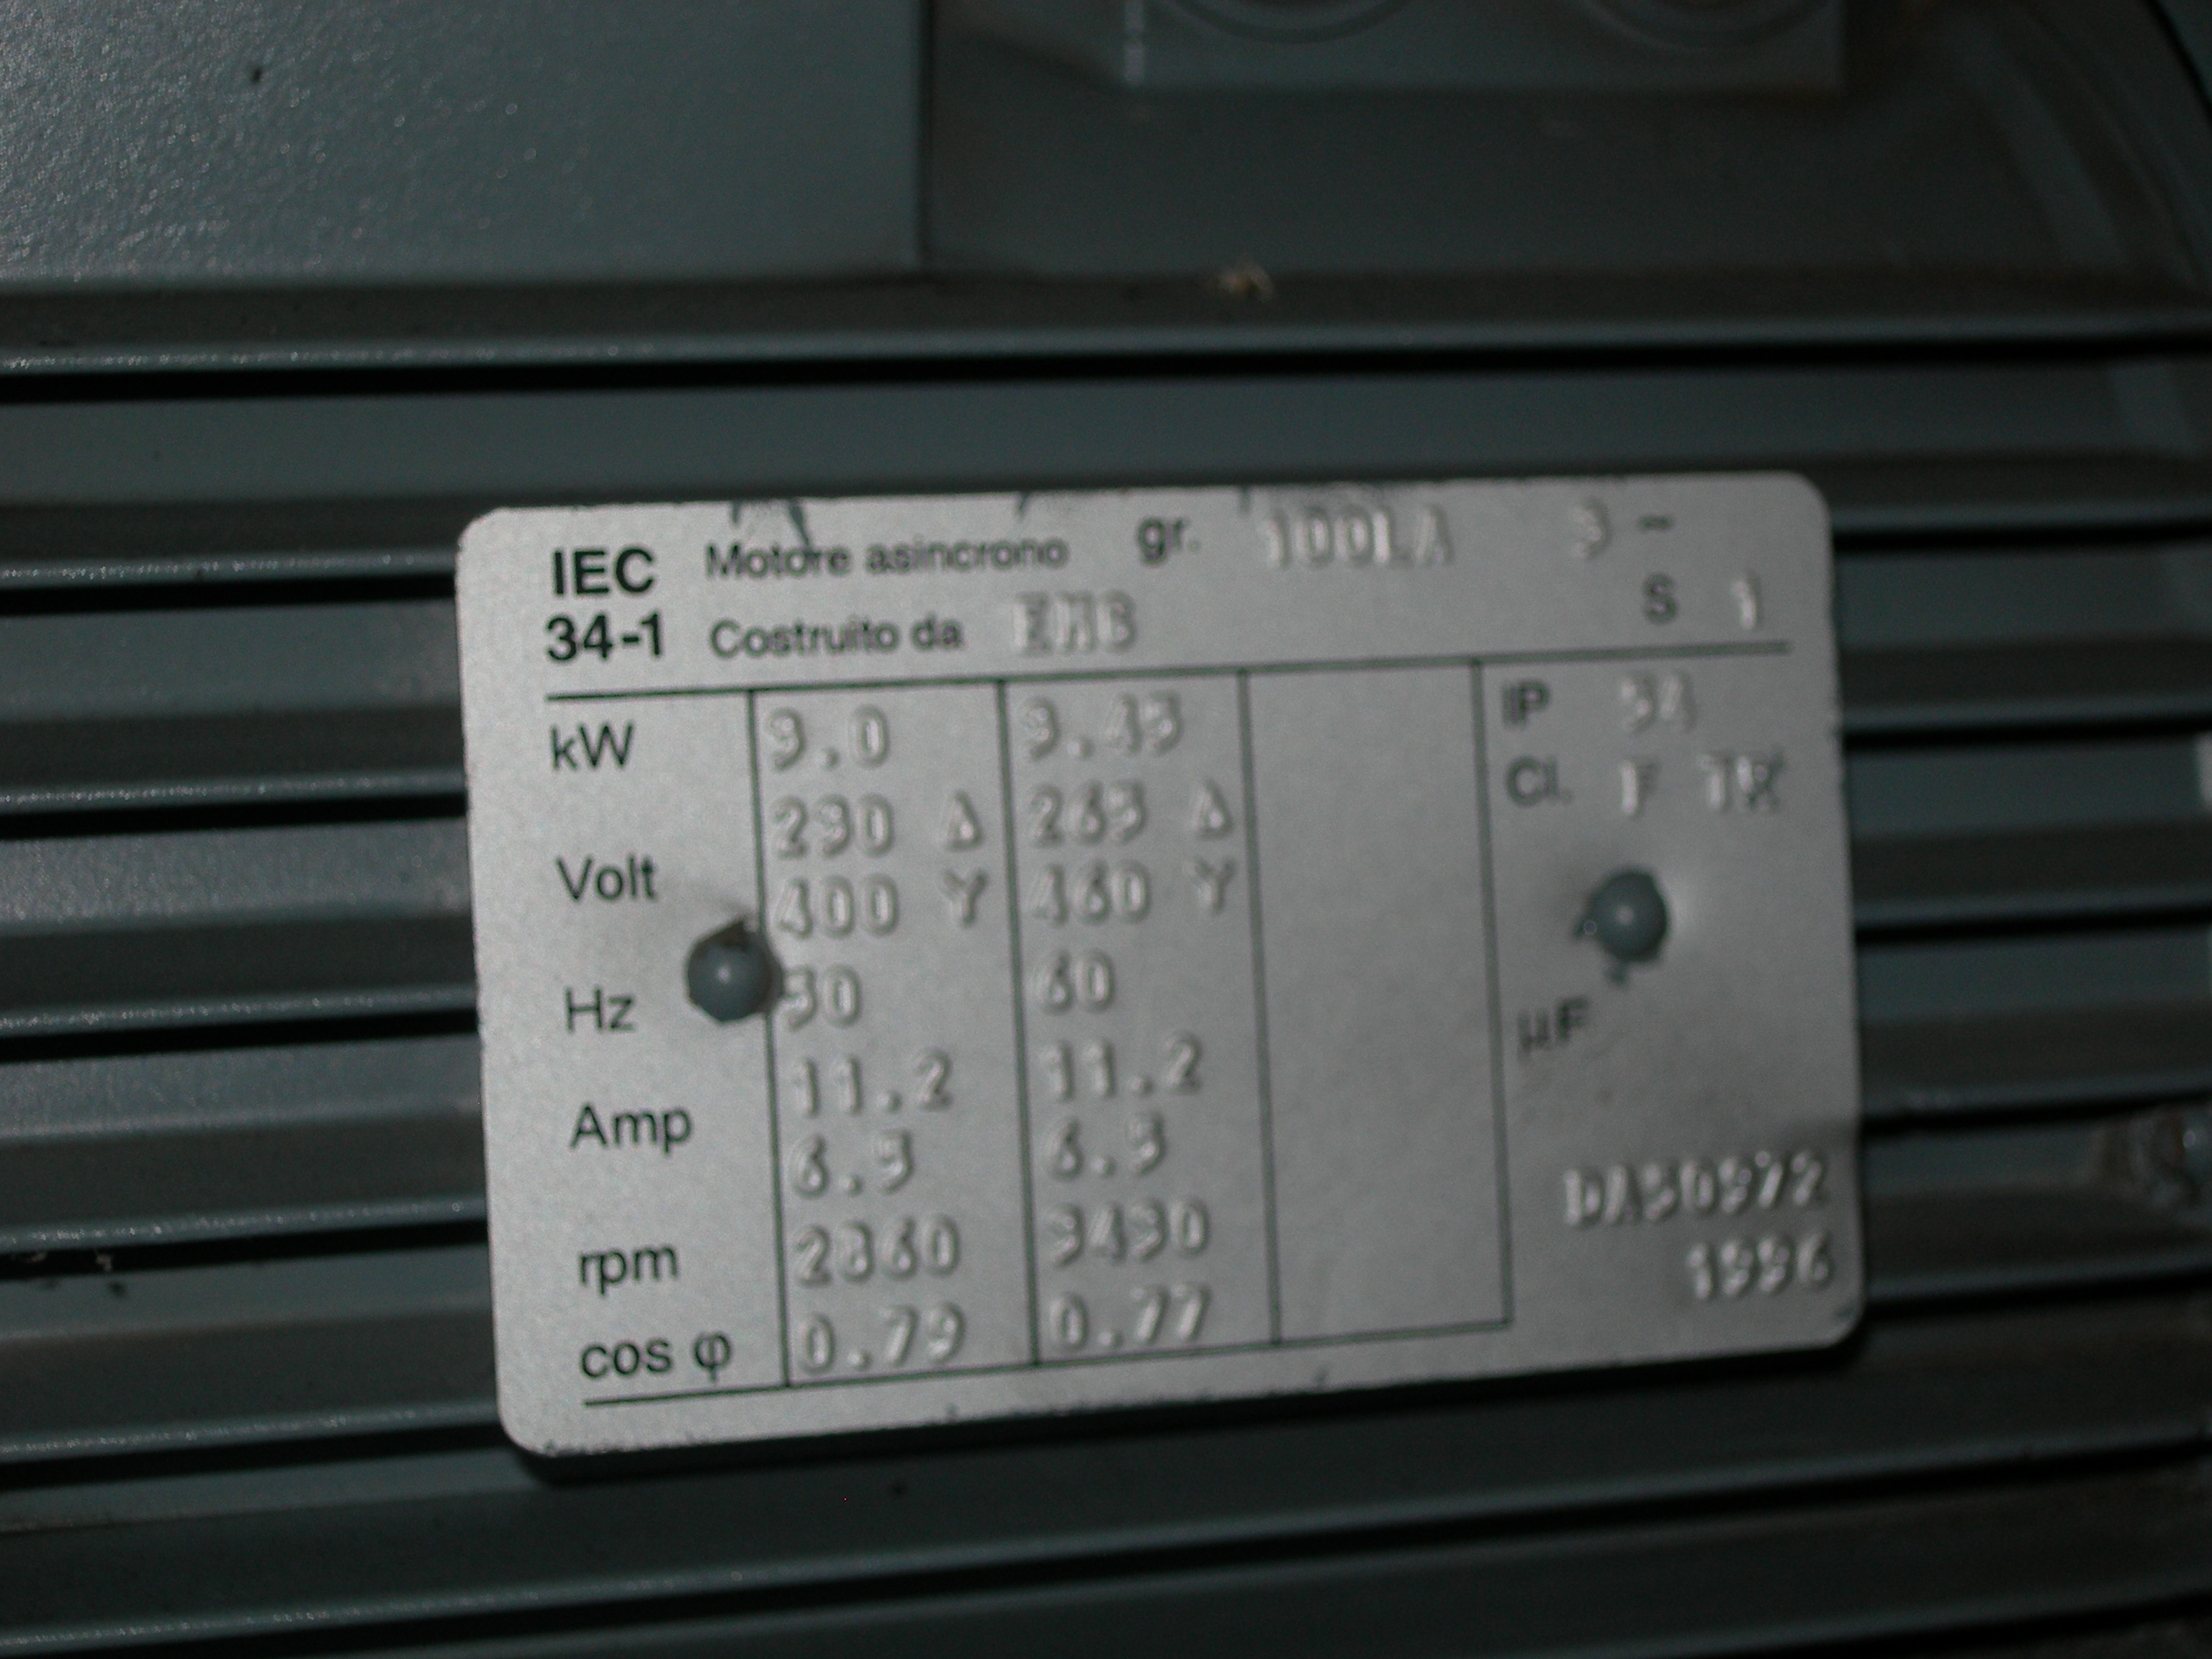 IEC Motore asincrono gr. 100LA 3 ~
34-1 Costruito da S 1
kW 3.0 3.45 IP 54
230 Δ 265 Δ Cl. F TR
Volt
400 Y 460 Y
Hz 50 60 µF
11.2 11.2
Amp
6.5 6.5
rpm 2860 3430
1996
cos φ 0.79 0.77